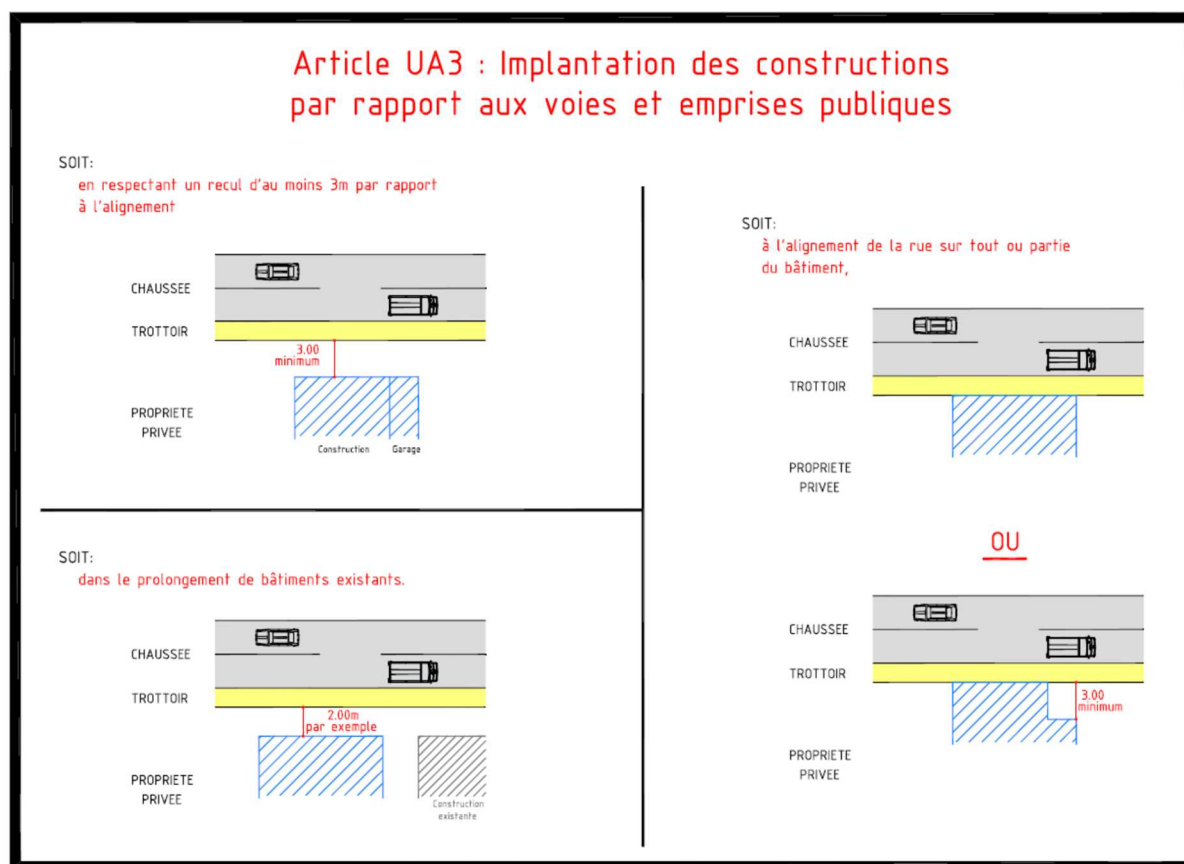 Article UA3 : Implantation des constructions
par rapport aux voies et emprises publiques
SOIT:
en respectant un recul d'au moins 3m par rapport
à l'alignement
CHAUSSEE
TROTTOIR
3.00
minimum
PROPRIETE
PRIVEE
Construction
Garage
SOIT:
dans le prolongement de bâtiments existants.
CHAUSSEE
TROTTOIR
2.00m
par exemple
PROPRIETE
PRIVEE
Construction
existante
SOIT:
à l'alignement de la rue sur tout ou partie
du bâtiment,
CHAUSSEE
TROTTOIR
PROPRIETE
PRIVEE
OU
CHAUSSEE
TROTTOIR
3.00
minimum
PROPRIETE
PRIVEE